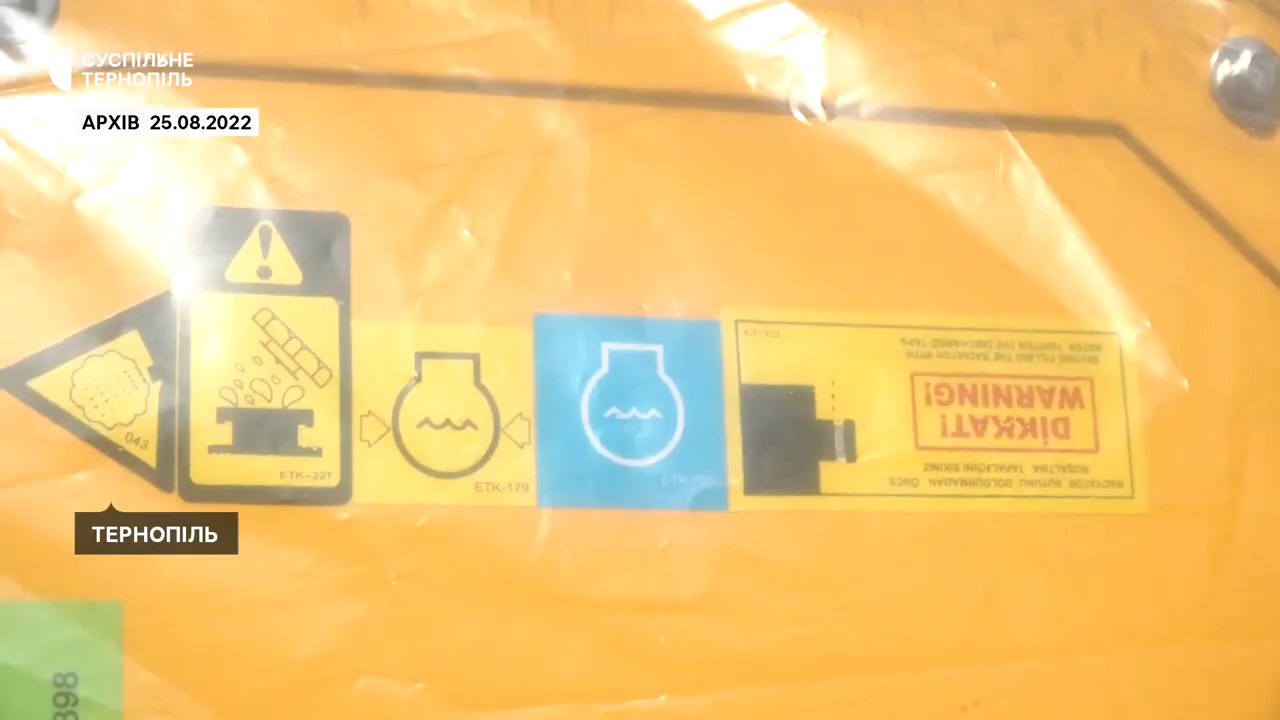 СУСПІЛЬНЕ
ТЕРНОПІЛЬ
АРХІВ 25.08.2022
043
ETK-227
ETK-179
RADYATÖR SUYUNU DOLDURMADAN ÖNCE
BOŞALTMA TAPALARINI SIKINIZ
DİKKAT!
WARNING!
BEFORE FILLING THE RADIATOR WITH
WATER TIGHTEN THE DISCHARGE TAPS
ТЕРНОПІЛЬ
898